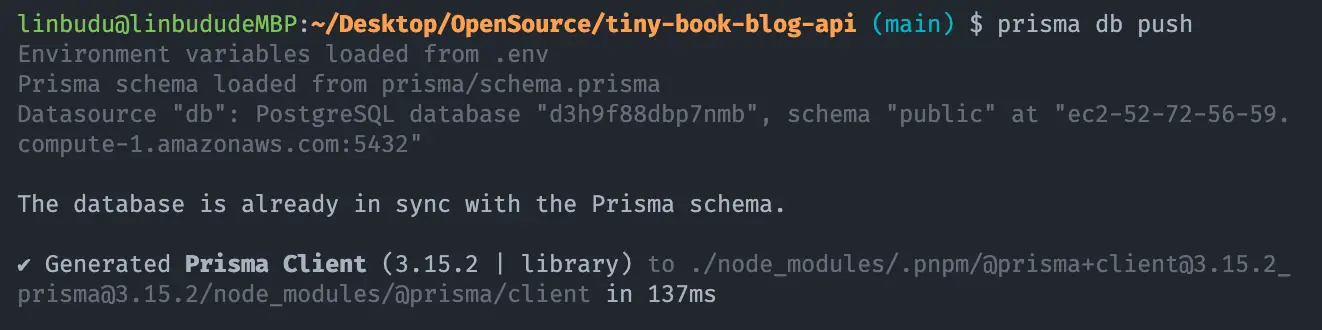 linbudu@linbududeMBP:~/Desktop/OpenSource/tiny-book-blog-api (main) $ prisma db push
Environment variables loaded from .env
Prisma schema loaded from prisma/schema.prisma
Datasource "db": PostgreSQL database "d3h9f88dbp7nmb", schema "public" at "ec2-52-72-56-59.
compute-1.amazonaws.com:5432"
The database is already in sync with the Prisma schema.
✔ Generated Prisma Client (3.15.2 | library) to ./node_modules/.pnpm/@prisma+client@3.15.2_
prisma@3.15.2/node_modules/@prisma/client in 137ms